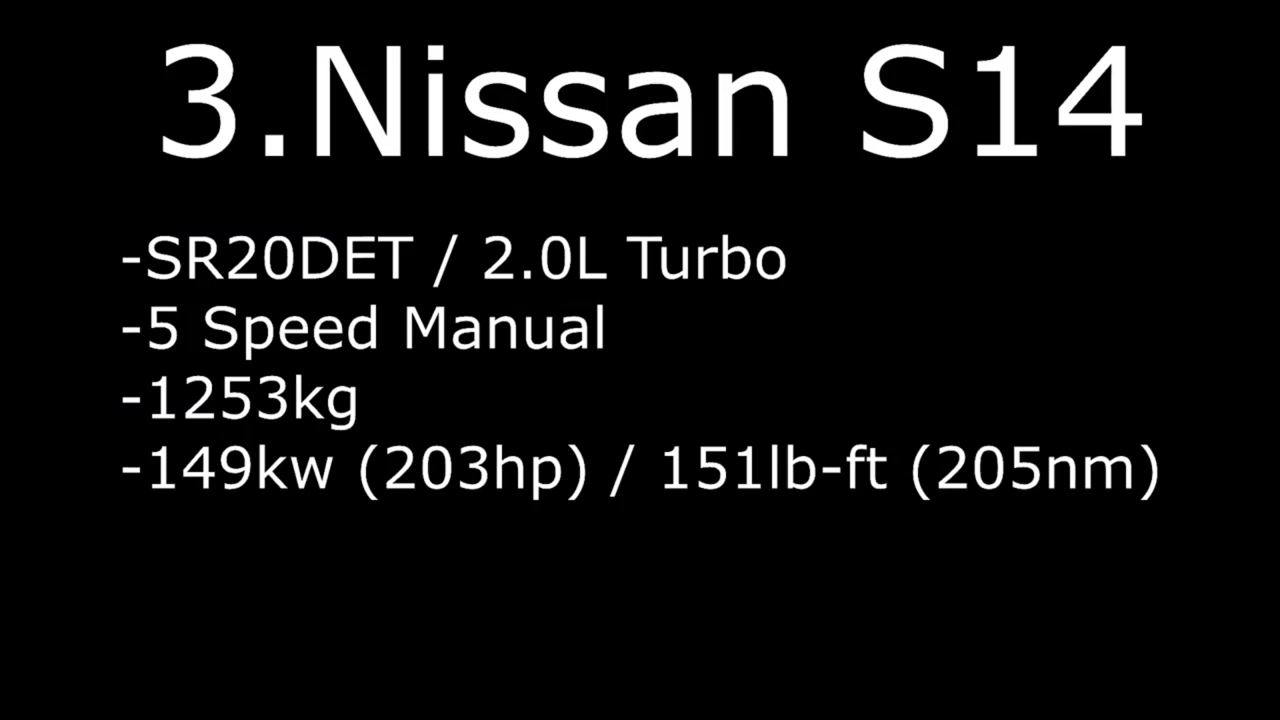 3.Nissan S14
-SR20DET / 2.0L Turbo
-5 Speed Manual
-1253kg
-149kw (203hp) / 151lb-ft (205nm)